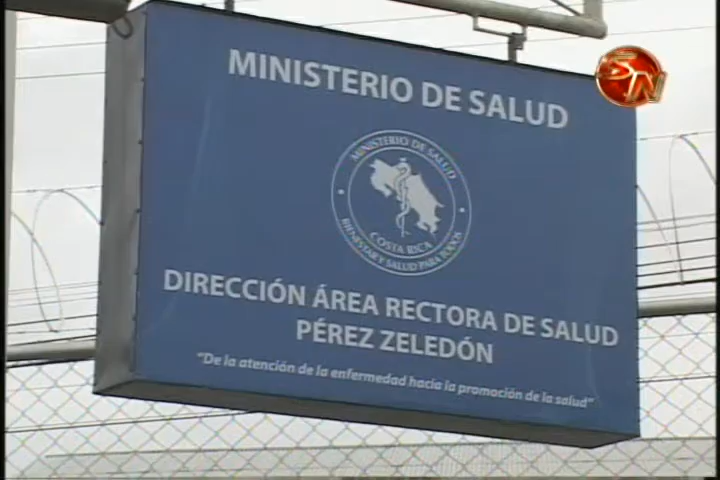 SN
MINISTERIO DE SALUD
MINISTERIO DE SALUD
COSTA RICA
BIENESTAR Y SALUD PARA TODOS
DIRECCIÓN ÁREA RECTORA DE SALUD
PÉREZ ZELEDÓN
“De la atención de la enfermedad hacia la promoción de la salud”